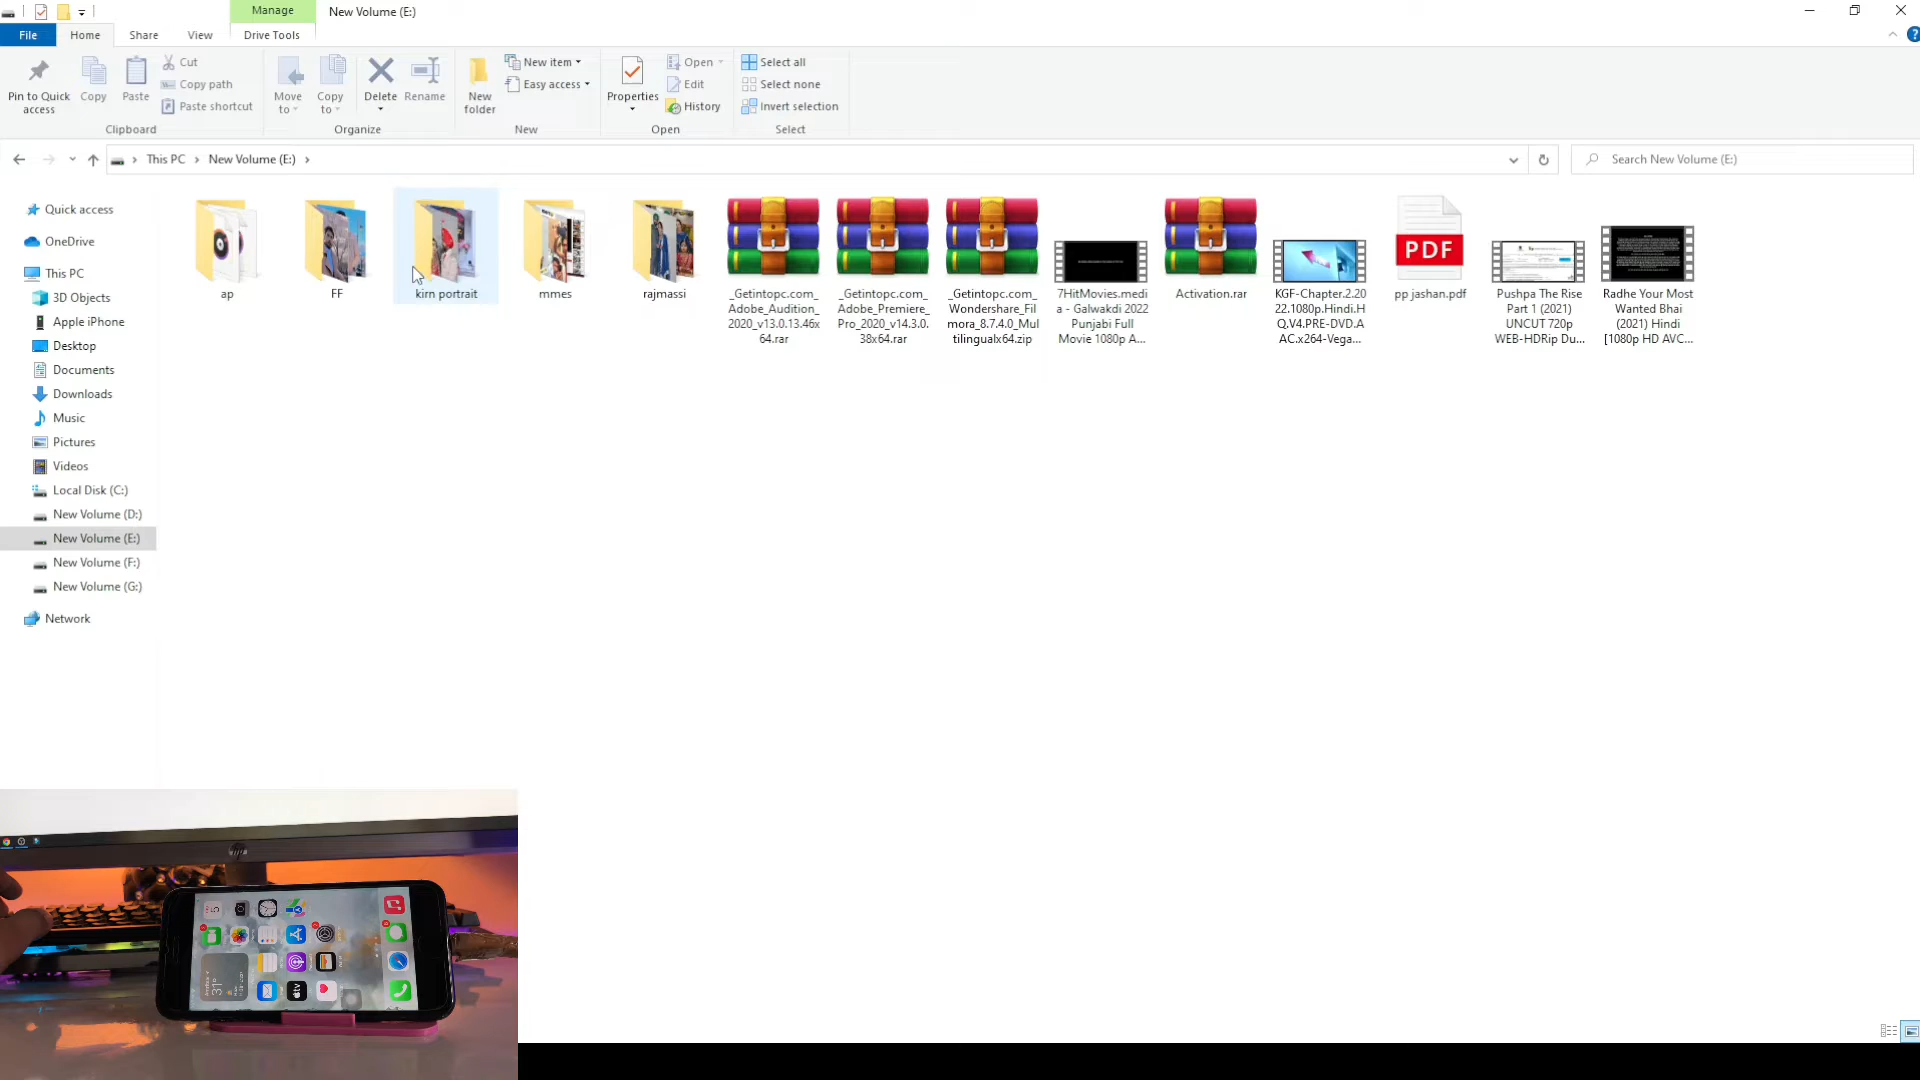 Manage
New Volume (E:)
File
Home
Share
View
Drive Tools
Pin to Quick
access
Copy
Paste
Cut
Copy path
Paste shortcut
Clipboard
Move
to
Copy
to
Delete
Rename
Organize
New
folder
New item
Easy access
New
Properties
Open
Edit
History
Open
Select all
Select none
Invert selection
Select
This PC
New Volume (E:)
Search New Volume (E:)
Quick access
OneDrive
This PC
3D Objects
Apple iPhone
Desktop
Documents
Downloads
Music
Pictures
Videos
Local Disk (C:)
New Volume (D:)
New Volume (E:)
New Volume (F:)
New Volume (G:)
Network
ap
FF
kirn portrait
mmes
rajmassi
_Getintopc.com_
Adobe_Audition_
2020_v13.0.13.46x
64.rar
_Getintopc.com_
Adobe_Premiere_
Pro_2020_v14.3.0.
38x64.rar
_Getintopc.com_
Wondershare_Fil
mora_8.7.4.0_Mul
tilingualx64.zip
7HitMovies.medi
a - Galwakdi 2022
Punjabi Full
Movie 1080p A...
Activation.rar
KGF-Chapter.2.20
22.1080p.Hindi.H
Q.V4.PRE-DVD.A
AC.x264-Vega...
PDF
pp jashan.pdf
Pushpa The Rise
Part 1 (2021)
UNCUT 720p
WEB-HDRip Du...
Radhe Your Most
Wanted Bhai
(2021) Hindi
[1080p HD AVC...
hp
31°
5
tv